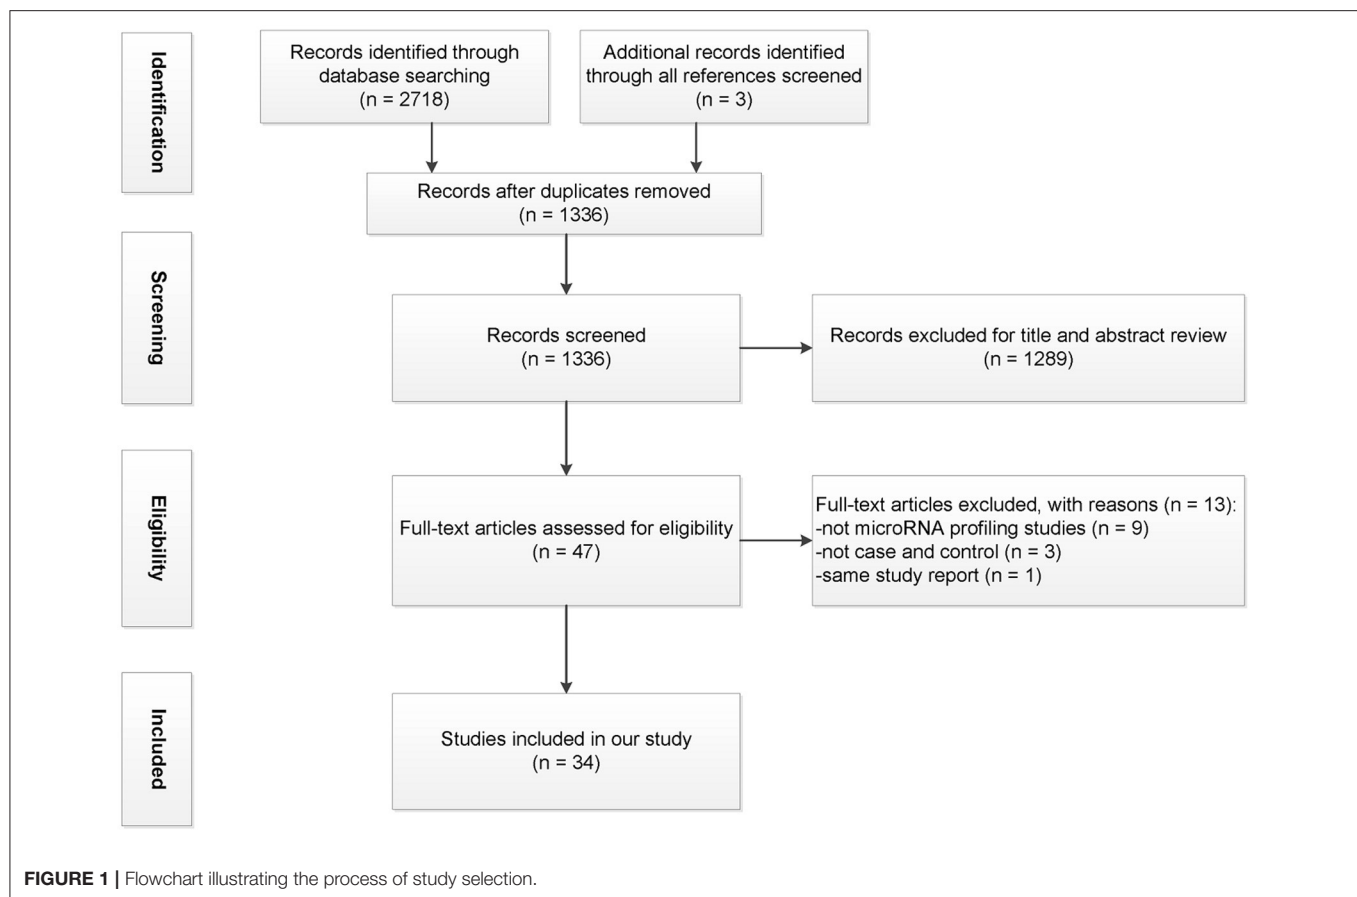 Identification
Records identified through
database searching
(n = 2718)
Additional records identified
through all references screened
(n = 3)
Records after duplicates removed
(n = 1336)
Screening
Records screened
(n = 1336)
Records excluded for title and abstract review
(n = 1289)
Eligibility
Full-text articles assessed for eligibility
(n = 47)
Full-text articles excluded, with reasons (n = 13):
-not microRNA profiling studies (n = 9)
-not case and control (n = 3)
-same study report (n = 1)
Included
Studies included in our study
(n = 34)
FIGURE 1 | Flowchart illustrating the process of study selection.